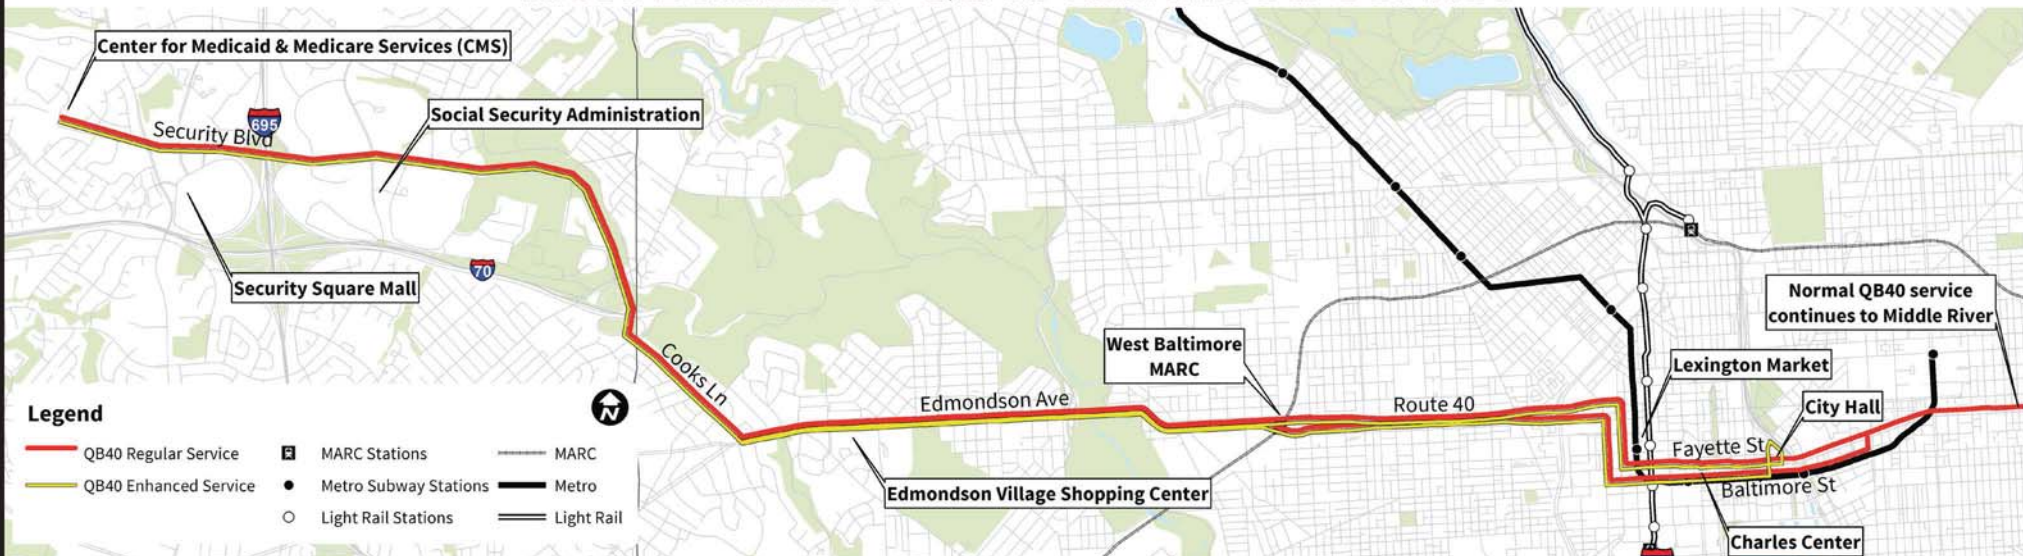 Center for Medicaid & Medicare Services (CMS)
Security Blvd
695
Social Security Administration
Security Square Mall
70
Cooks Ln
Edmondson Ave
Edmondson Village Shopping Center
West Baltimore
MARC
Route 40
Normal QB40 service
continues to Middle River
Lexington Market
City Hall
Fayette St
Baltimore St
Charles Center
Legend
N
QB40 Regular Service
MARC Stations
MARC
QB40 Enhanced Service
Metro Subway Stations
Metro
Light Rail Stations
Light Rail